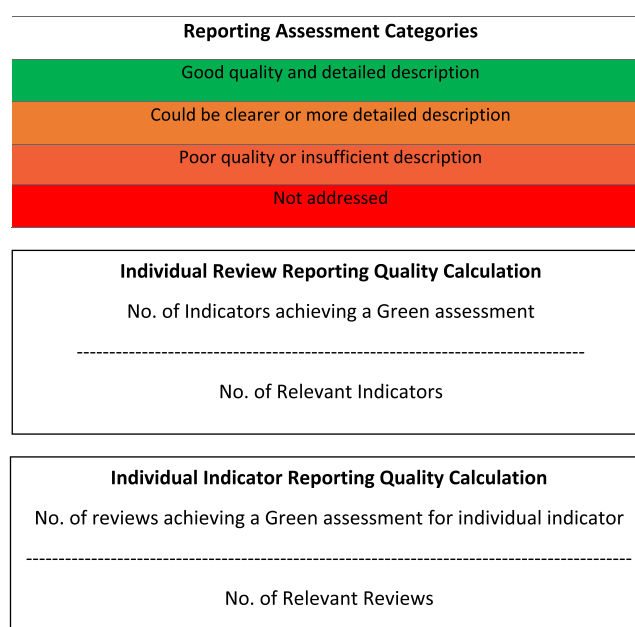 Reporting Assessment Categories
Good quality and detailed description
Could be clearer or more detailed description
Poor quality or insufficient description
Not addressed
Individual Review Reporting Quality Calculation
No. of Indicators achieving a Green assessment
--------------------------------------------------------------------------------
No. of Relevant Indicators
Individual Indicator Reporting Quality Calculation
No. of reviews achieving a Green assessment for individual indicator
------------------------------------------------------------------------------------------------
No. of Relevant Reviews